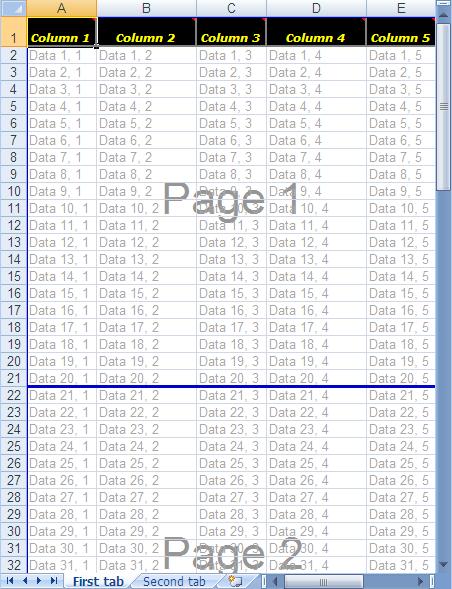 A B C D E
1 Column 1 Column 2 Column 3 Column 4 Column 5
2 Data 1, 1 Data 1, 2 Data 1, 3 Data 1, 4 Data 1, 5
3 Data 2, 1 Data 2, 2 Data 2, 3 Data 2, 4 Data 2, 5
4 Data 3, 1 Data 3, 2 Data 3, 3 Data 3, 4 Data 3, 5
5 Data 4, 1 Data 4, 2 Data 4, 3 Data 4, 4 Data 4, 5
6 Data 5, 1 Data 5, 2 Data 5, 3 Data 5, 4 Data 5, 5
7 Data 6, 1 Data 6, 2 Data 6, 3 Data 6, 4 Data 6, 5
8 Data 7, 1 Data 7, 2 Data 7, 3 Data 7, 4 Data 7, 5
9 Data 8, 1 Data 8, 2 Data 8, 3 Data 8, 4 Data 8, 5
10 Data 9, 1 Data 9, 2 Data 9, 3 Data 9, 4 Data 9, 5
Page 1
11 Data 10, 1 Data 10, 2 Data 10, 3 Data 10, 4 Data 10, 5
12 Data 11, 1 Data 11, 2 Data 11, 3 Data 11, 4 Data 11, 5
13 Data 12, 1 Data 12, 2 Data 12, 3 Data 12, 4 Data 12, 5
14 Data 13, 1 Data 13, 2 Data 13, 3 Data 13, 4 Data 13, 5
15 Data 14, 1 Data 14, 2 Data 14, 3 Data 14, 4 Data 14, 5
16 Data 15, 1 Data 15, 2 Data 15, 3 Data 15, 4 Data 15, 5
17 Data 16, 1 Data 16, 2 Data 16, 3 Data 16, 4 Data 16, 5
18 Data 17, 1 Data 17, 2 Data 17, 3 Data 17, 4 Data 17, 5
19 Data 18, 1 Data 18, 2 Data 18, 3 Data 18, 4 Data 18, 5
20 Data 19, 1 Data 19, 2 Data 19, 3 Data 19, 4 Data 19, 5
21 Data 20, 1 Data 20, 2 Data 20, 3 Data 20, 4 Data 20, 5
22 Data 21, 1 Data 21, 2 Data 21, 3 Data 21, 4 Data 21, 5
23 Data 22, 1 Data 22, 2 Data 22, 3 Data 22, 4 Data 22, 5
24 Data 23, 1 Data 23, 2 Data 23, 3 Data 23, 4 Data 23, 5
25 Data 24, 1 Data 24, 2 Data 24, 3 Data 24, 4 Data 24, 5
26 Data 25, 1 Data 25, 2 Data 25, 3 Data 25, 4 Data 25, 5
27 Data 26, 1 Data 26, 2 Data 26, 3 Data 26, 4 Data 26, 5
28 Data 27, 1 Data 27, 2 Data 27, 3 Data 27, 4 Data 27, 5
29 Data 28, 1 Data 28, 2 Data 28, 3 Data 28, 4 Data 28, 5
30 Data 29, 1 Data 29, 2 Data 29, 3 Data 29, 4 Data 29, 5
31 Data 30, 1 Data 30, 2 Data 30, 3 Data 30, 4 Data 30, 5
Page 2
32 Data 31, 1 Data 31, 2 Data 31, 3 Data 31, 4 Data 31, 5
First tab Second tab